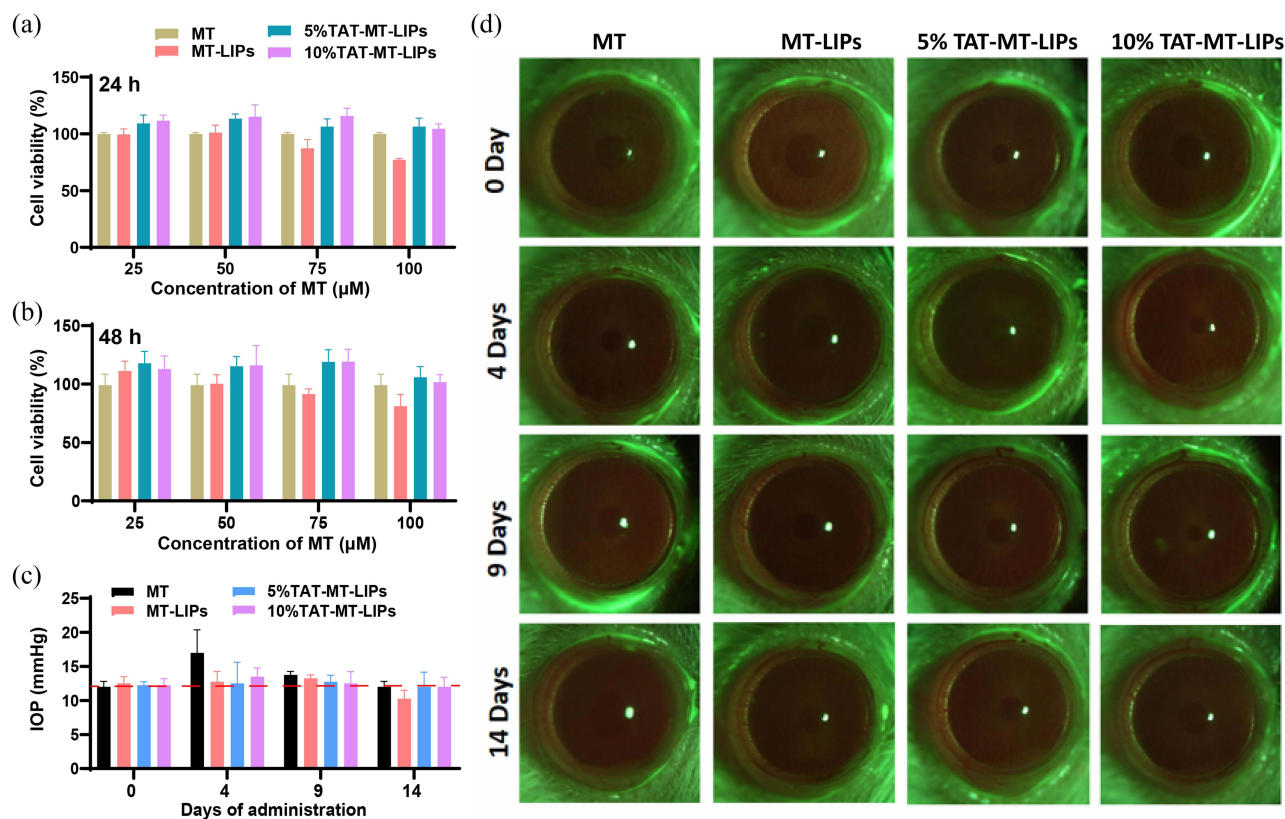 (a)
MT
5%TAT-MT-LIPs
MT-LIPs
10%TAT-MT-LIPs
24 h
Cell viability (%)
150
100
50
0
25
50
75
100
Concentration of MT (μM)
(b)
48 h
Cell viability (%)
150
100
50
0
25
50
75
100
Concentration of MT (μM)
(c)
MT
5%TAT-MT-LIPs
MT-LIPs
10%TAT-MT-LIPs
IOP (mmHg)
25
20
15
10
5
0
0
4
9
14
Days of administration
(d)
MT
MT-LIPs
5% TAT-MT-LIPs
10% TAT-MT-LIPs
0 Day
4 Days
9 Days
14 Days